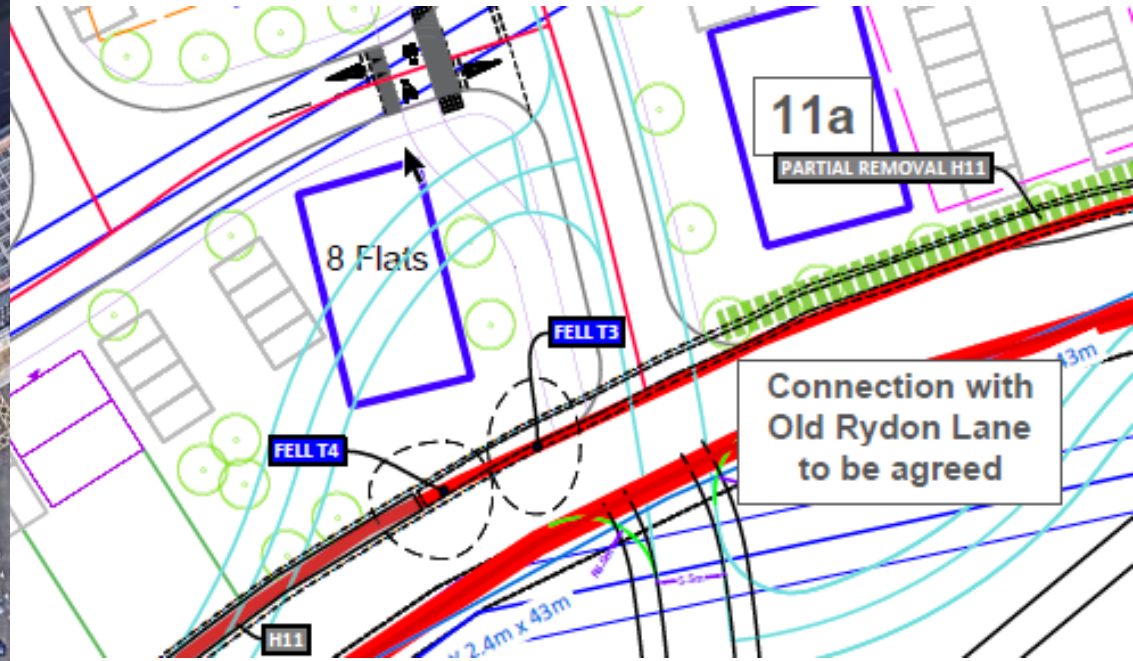 11a
PARTIAL REMOVAL H11
8 Flats
FELL T3
43m
Connection with
Old Rydon Lane
to be agreed
FELL T4
2.4m x 43m
H11